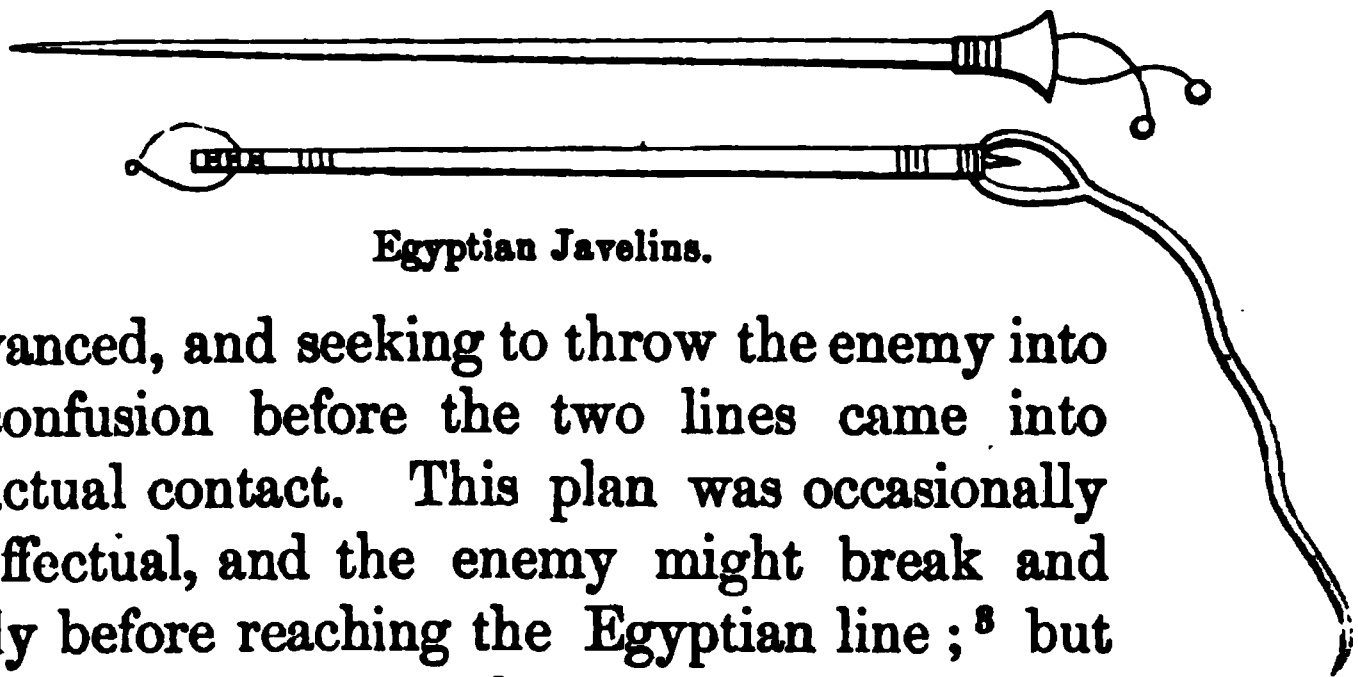 Egyptian Javelins.
vanced, and seeking to throw the enemy into
confusion before the two lines came into
actual contact. This plan was occasionally
effectual, and the enemy might break and
before reaching the Egyptian line ; 8 but